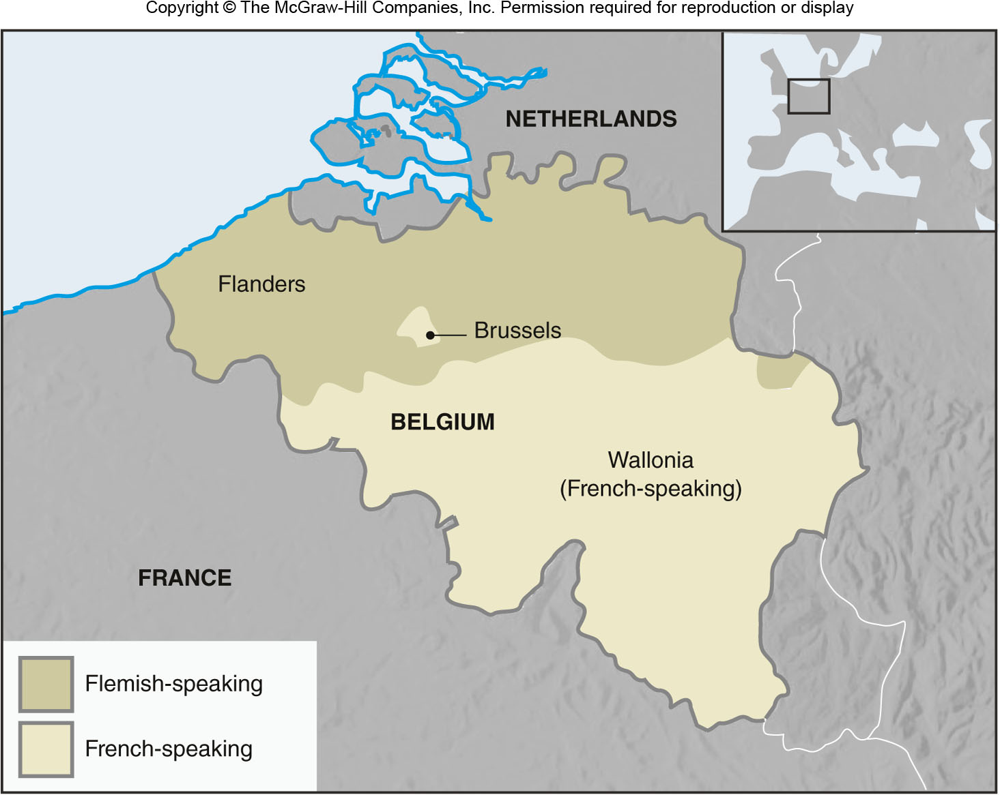 Copyright © The McGraw-Hill Companies, Inc. Permission required for reproduction or display
NETHERLANDS
Flanders
Brussels
BELGIUM
Wallonia
(French-speaking)
FRANCE
Flemish-speaking
French-speaking